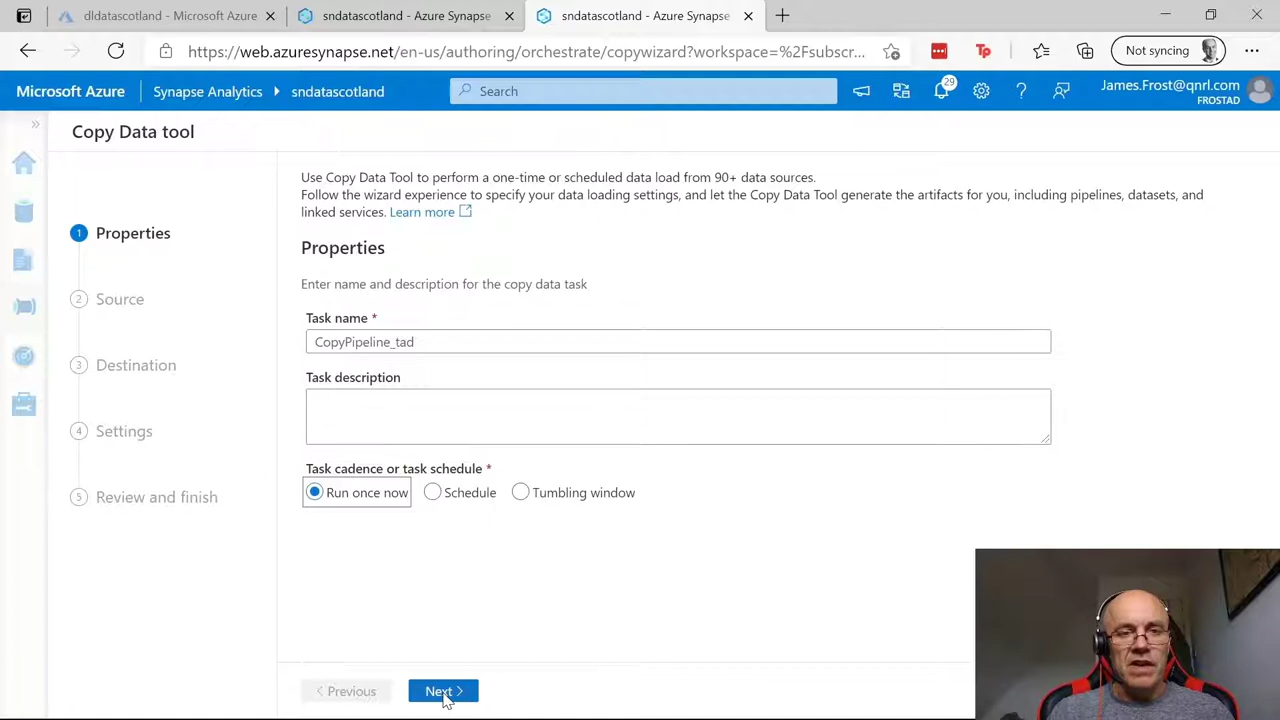 dldatascotland - Microsoft Azure
sndatascotland - Azure Synapse
sndatascotland - Azure Synapse
https://web.azuresynapse.net/en-us/authoring/orchestrate/copywizard?workspace=%2Fsubscr...
Not syncing
Microsoft Azure
Synapse Analytics
sndatascotland
Search
29
James.Frost@qnrl.com
FROSTAD
Copy Data tool
1 Properties
2 Source
3 Destination
4 Settings
5 Review and finish
Use Copy Data Tool to perform a one-time or scheduled data load from 90+ data sources.
Follow the wizard experience to specify your data loading settings, and let the Copy Data Tool generate the artifacts for you, including pipelines, datasets, and
linked services. Learn more
Properties
Enter name and description for the copy data task
Task name *
CopyPipeline_tad
Task description
Task cadence or task schedule *
Run once now Schedule Tumbling window
< Previous Next >